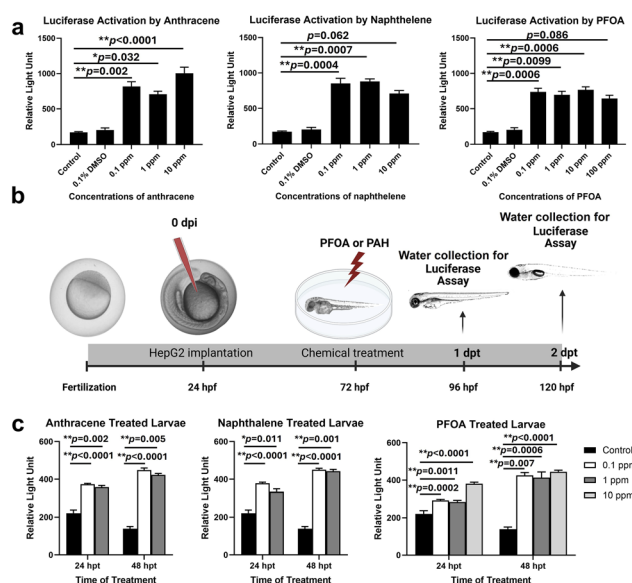 a
Luciferase Activation by Anthracene
**p<0.0001
*p=0.032
**p=0.002
1500
1000
500
0
Relative Light Unit
Control
0.1% DMSO
0.1 ppm
1 ppm
10 ppm
Concentrations of anthracene
Luciferase Activation by Naphthelene
p=0.062
**p=0.0007
**p=0.0004
1500
1000
500
0
Relative Light Unit
Control
0.1% DMSO
0.1 ppm
1 ppm
10 ppm
Concentrations of naphthelene
Luciferase Activation by PFOA
p=0.086
**p=0.0006
**p=0.0099
**p=0.0006
1500
1000
500
0
Relative Light Unit
Control
0.1% DMSO
0.1 ppm
1 ppm
10 ppm
100 ppm
Concentrations of PFOA
b
0 dpi
PFOA or PAH
Water collection for
Luciferase
Assay
Water collection for
Luciferase
Assay
HepG2 implantation
Chemical treatment
1 dpt
2 dpt
Fertilization
24 hpf
72 hpf
96 hpf
120 hpf
c
Anthracene Treated Larvae
**p=0.002
**p=0.005
**p<0.0001
**p<0.0001
600
400
200
0
Relative Light Unit
24 hpt
48 hpt
Time of Treatment
Naphthalene Treated Larvae
*p=0.011
**p=0.001
**p<0.0001
**p<0.0001
600
400
200
0
Relative Light Unit
24 hpt
48 hpt
Time of Treatment
PFOA Treated Larvae
**p<0.0001
**p<0.0001
**p=0.0006
**p=0.0011
**p=0.007
**p=0.0002
600
400
200
0
Relative Light Unit
24 hpt
48 hpt
Time of Treatment
Control
0.1 ppm
1 ppm
10 ppm